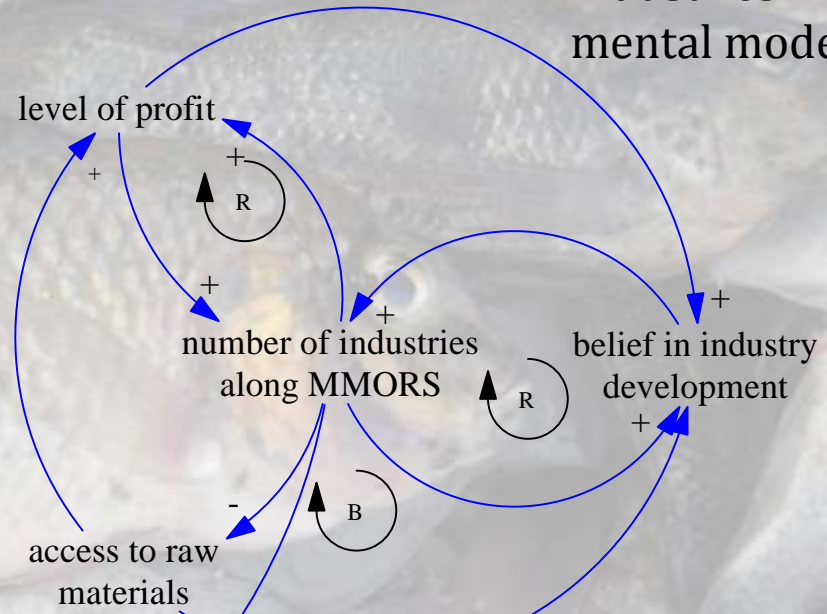 mental mode
level of profit
+
+
R
+
+
+
number of industries
along MMORS
belief in industry
development
R
+
-
B
access to raw
materials